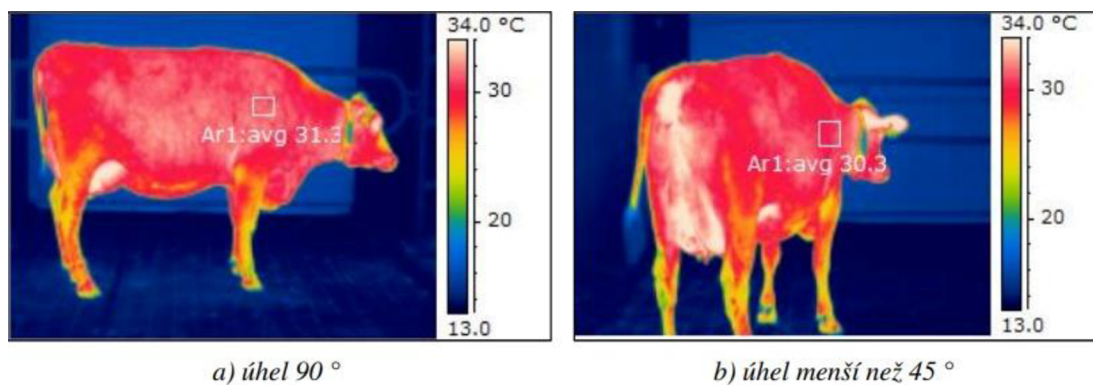 34.0 °C
30
20
13.0
Ar1:avg 31.3
a) úhel 90 °
34.0 °C
30
20
13.0
Ar1:avg 30.3
b) úhel menší než 45 °